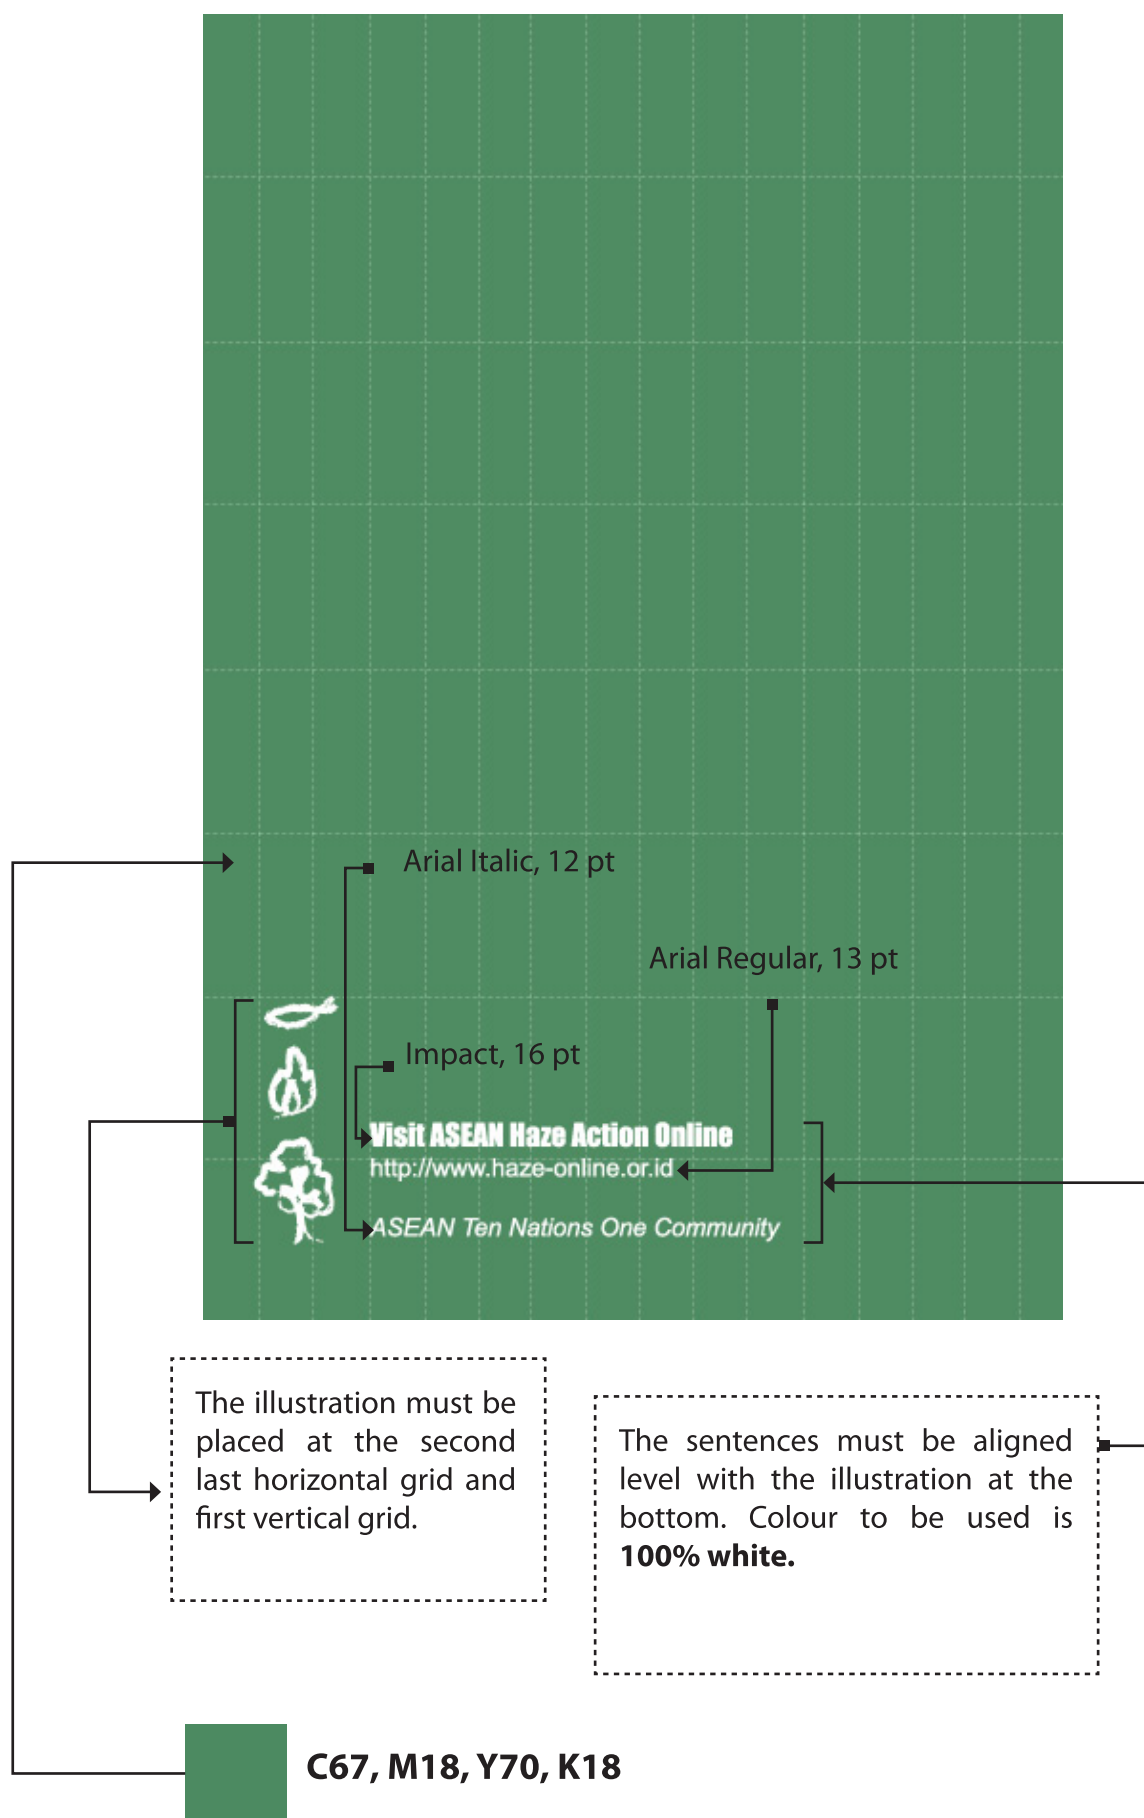 Arial Italic, 12 pt
Arial Regular, 13 pt
Impact, 16 pt
Visit ASEAN Haze Action Online
http://www.haze-online.or.id
ASEAN Ten Nations One Community
The illustration must be
placed at the second
last horizontal grid and
first vertical grid.
The sentences must be aligned
level with the illustration at the
bottom. Colour to be used is
100% white.
C67, M18, Y70, K18